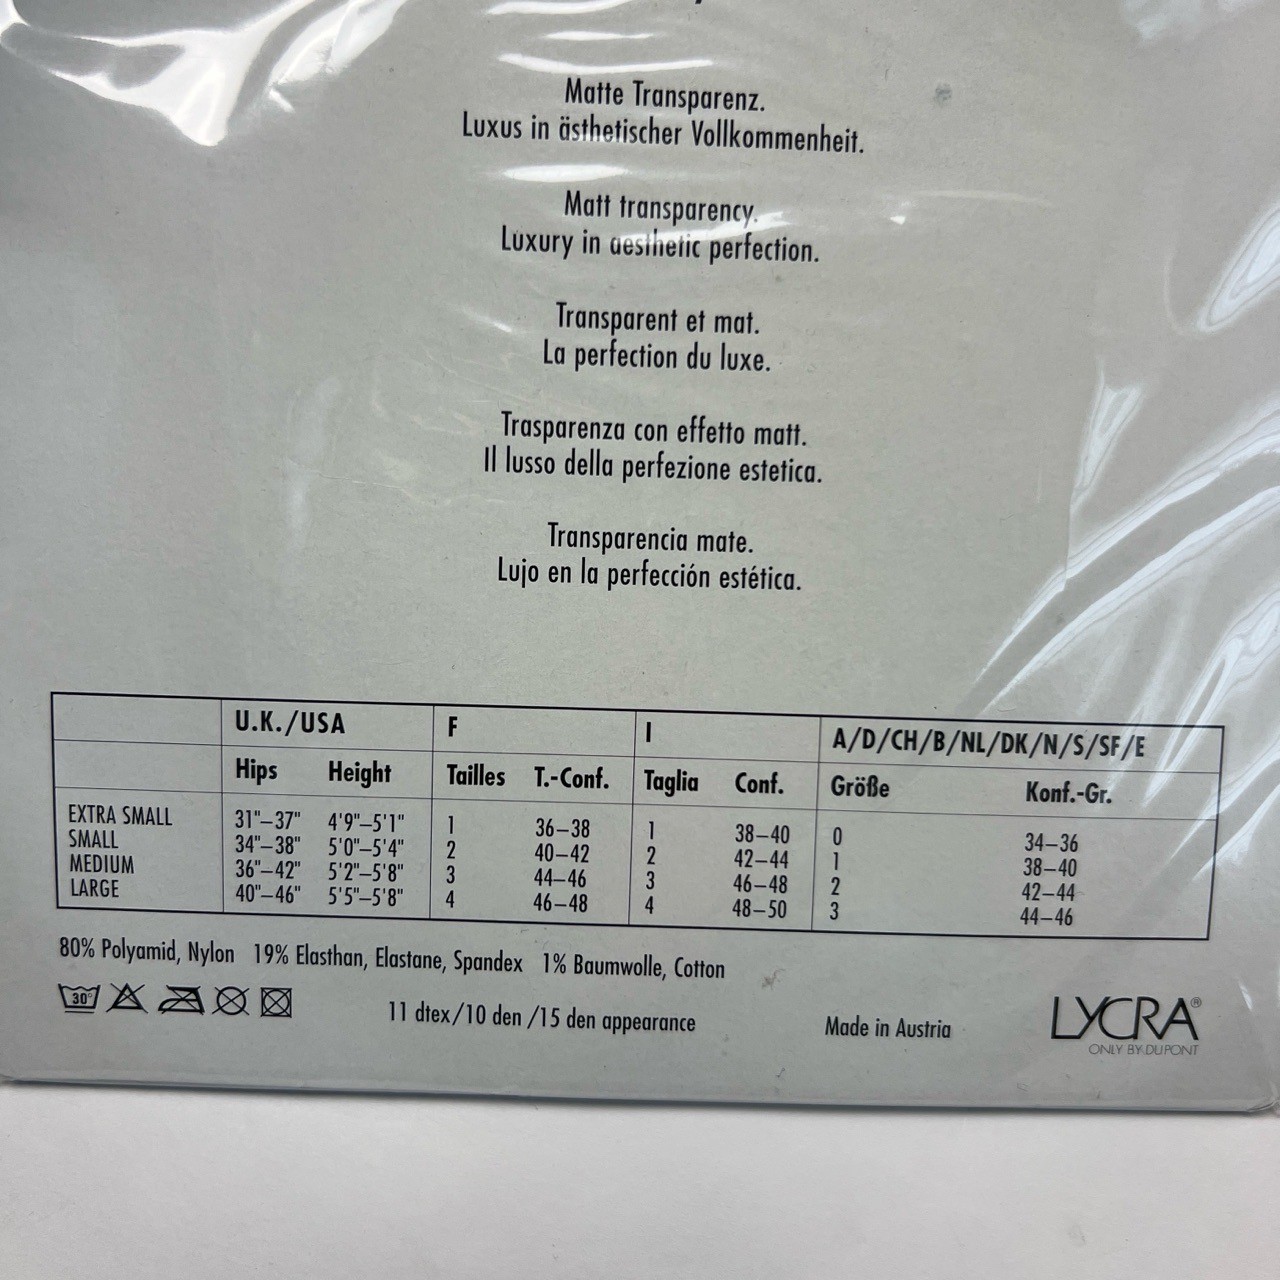 Matte Transparenz.
Luxus in ästhetischer Vollkommenheit.
Matt transparency.
Luxury in aesthetic perfection.
Transparent et mat.
La perfection du luxe.
Trasparenza con effetto matt.
Il lusso della perfezione estetica.
Transparencia mate.
Lujo en la perfección estética.
U.K./USA F I A/D/CH/B/NL/DK/N/S/SF/E
Hips Height Tailles T.-Conf. Taglia Conf. Größe Konf.-Gr.
EXTRA SMALL 31"–37" 4'9"–5'1" 1 36–38 1 38–40 0 34–36
SMALL 34"–38" 5'0"–5'4" 2 40–42 2 42–44 1 38–40
MEDIUM 36"–42" 5'2"–5'8" 3 44–46 3 46–48 2 42–44
LARGE 40"–46" 5'5"–5'8" 4 46–48 4 48–50 3 44–46
80% Polyamid, Nylon 19% Elasthan, Elastane, Spandex 1% Baumwolle, Cotton
30° 11 dtex/10 den /15 den appearance Made in Austria LYCRA®
ONLY BY DUPONT